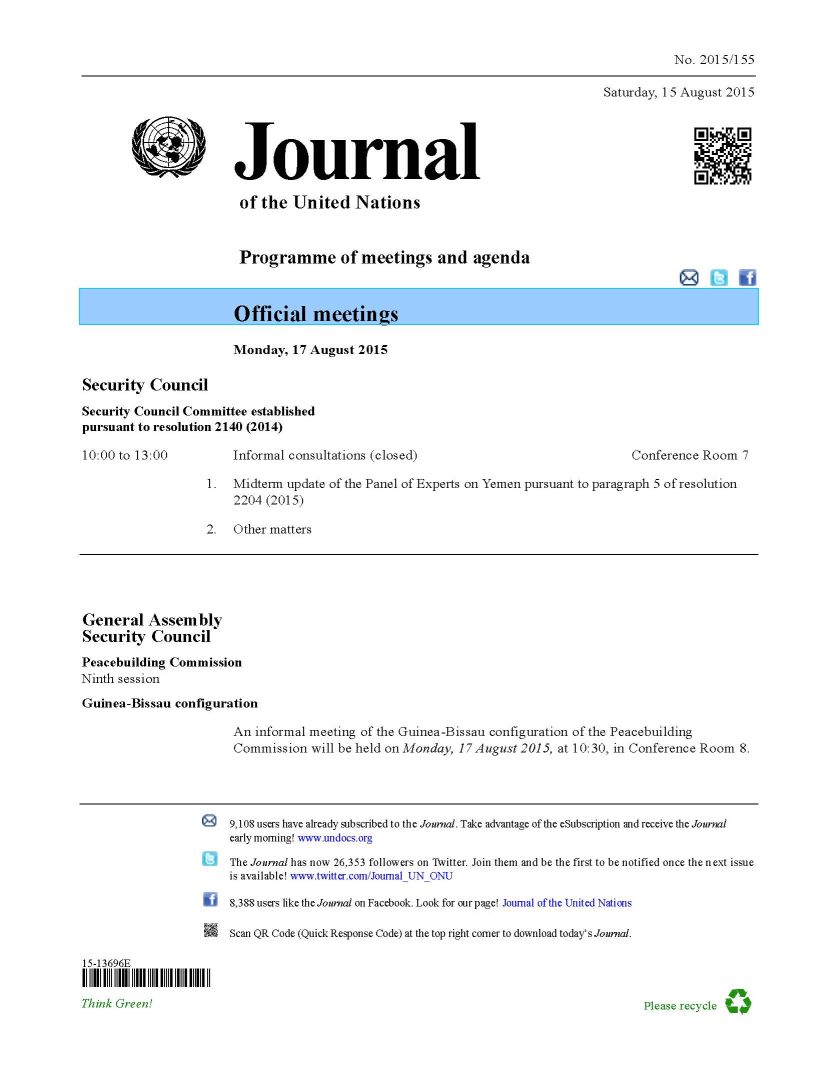 No. 2015/155
Saturday, 15 August 2015
Journal
of the United Nations
Programme of meetings and agenda
Official meetings
Monday, 17 August 2015
Security Council
Security Council Committee established
pursuant to resolution 2140 (2014)
10:00 to 13:00 Informal consultations (closed) Conference Room 7
1. Midterm update of the Panel of Experts on Yemen pursuant to paragraph 5 of resolution
2204 (2015)
2. Other matters
General Assembly
Security Council
Peacebuilding Commission
Ninth session
Guinea-Bissau configuration
An informal meeting of the Guinea-Bissau configuration of the Peacebuilding
Commission will be held on Monday, 17 August 2015, at 10:30, in Conference Room 8.
9,108 users have already subscribed to the Journal. Take advantage of the eSubscription and receive the Journal
early morning! www.undocs.org
The Journal has now 26,353 followers on Twitter. Join them and be the first to be notified once the next issue
is available! www.twitter.com/Journal_UN_ONU
8,388 users like the Journal on Facebook. Look for our page! Journal of the United Nations
Scan QR Code (Quick Response Code) at the top right corner to download today's Journal.
15-13696E
Think Green!
Please recycle